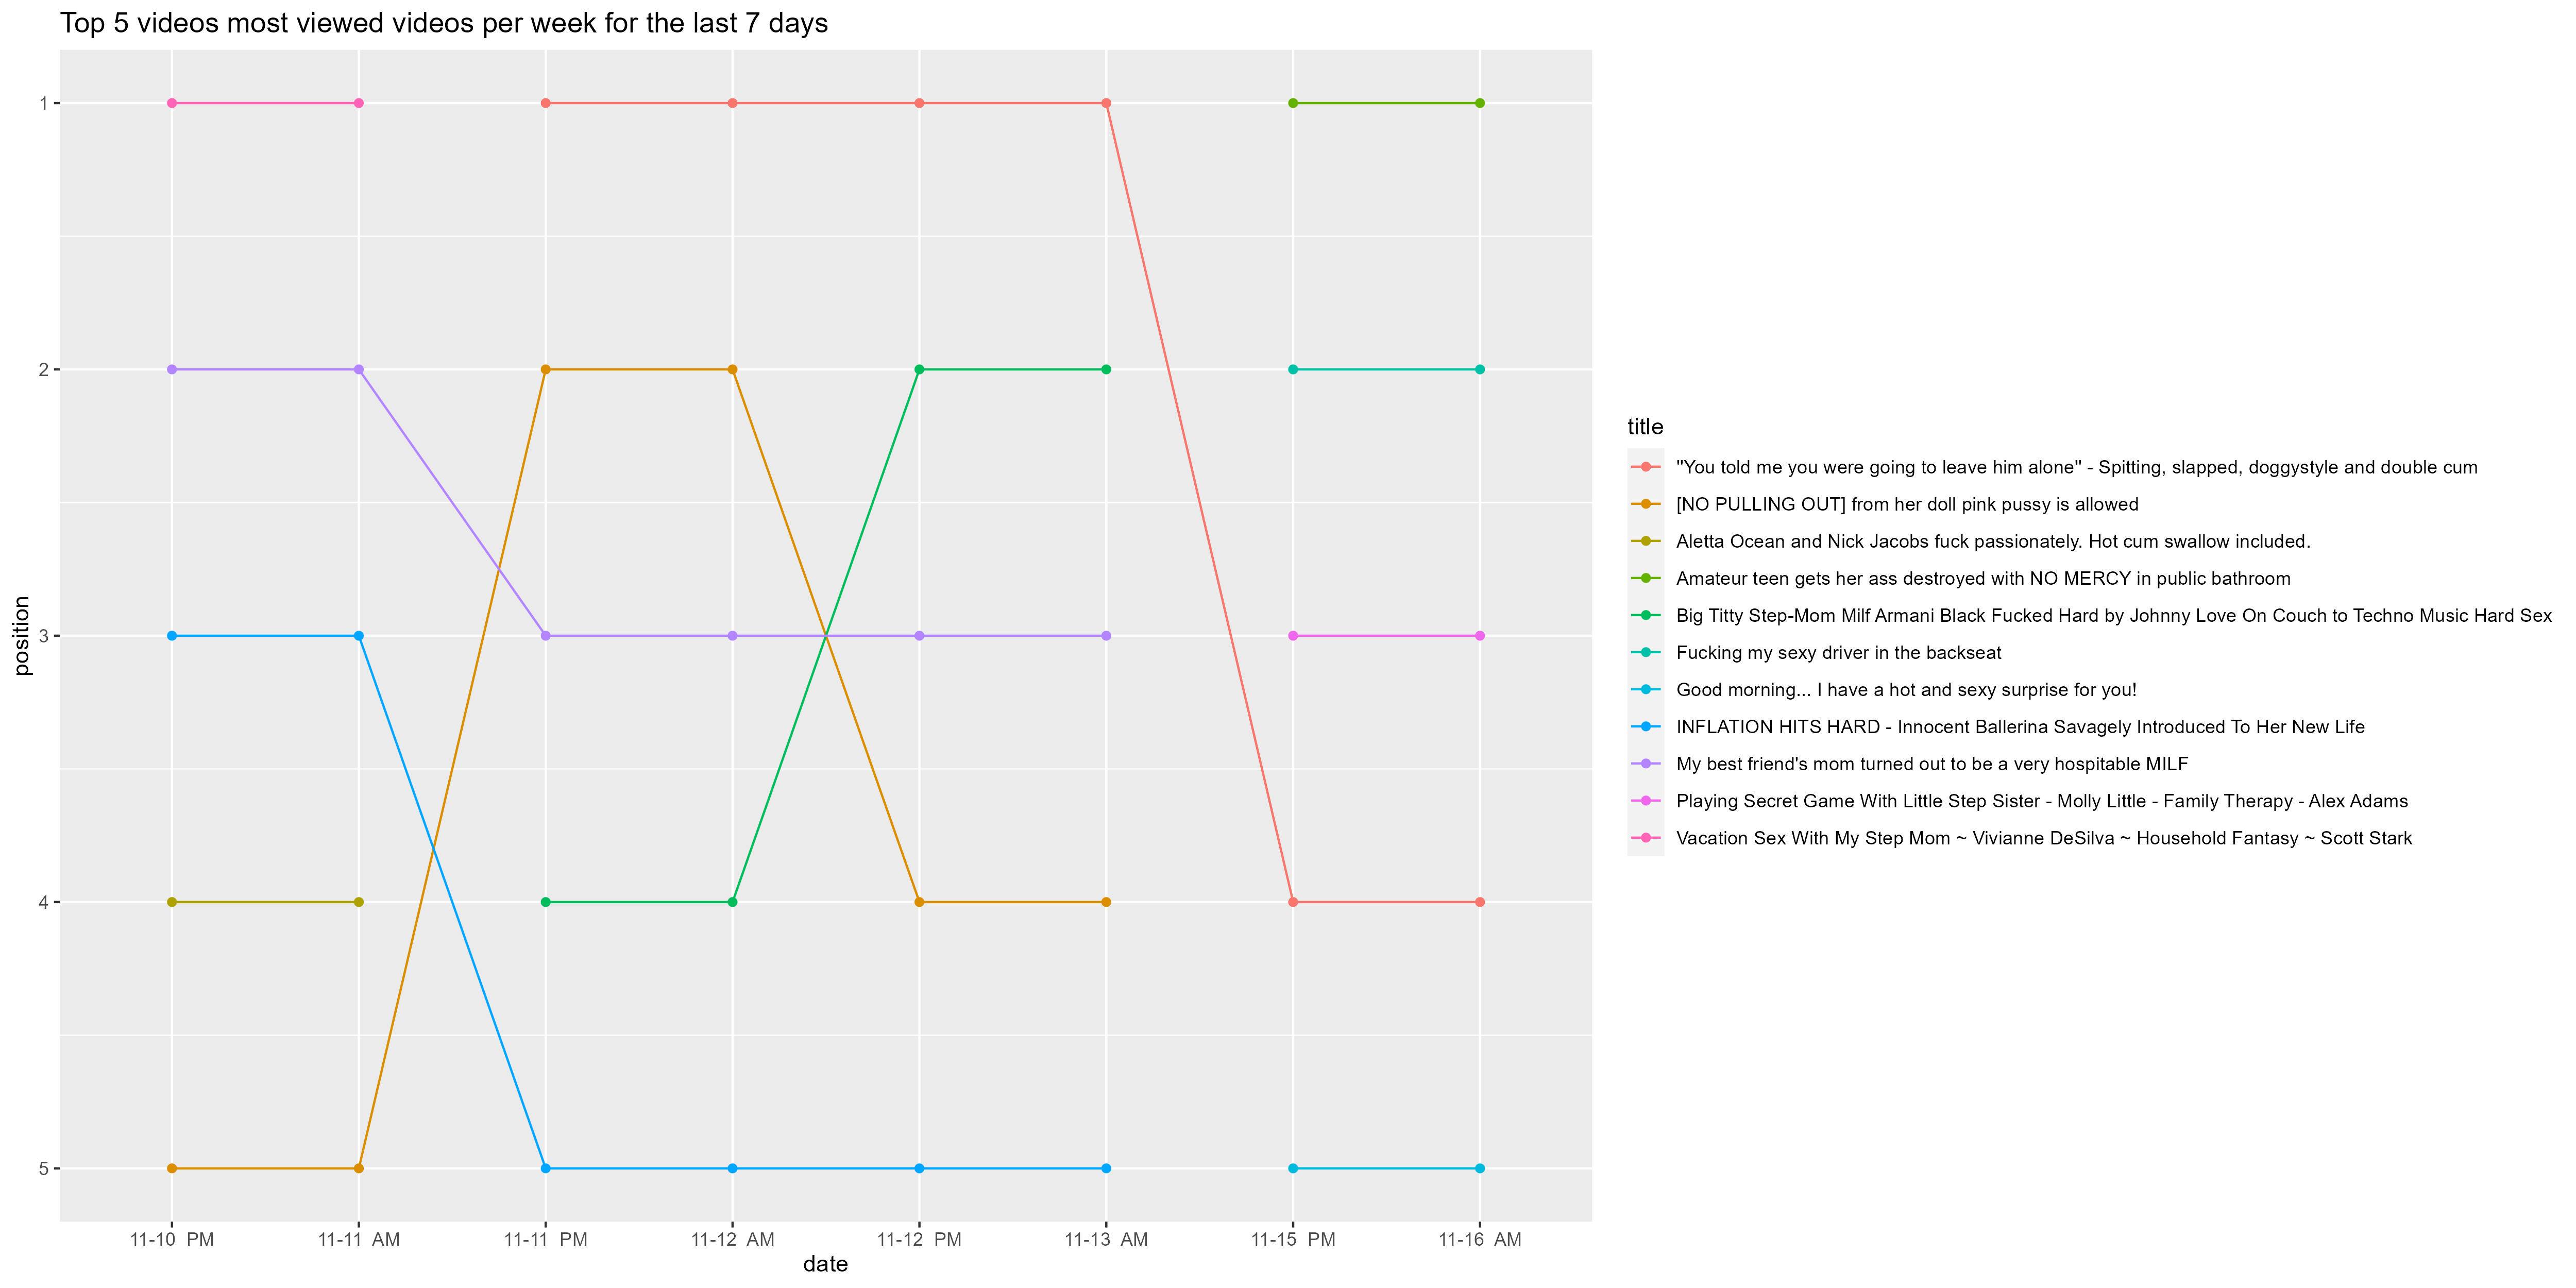 Top 5 videos most viewed videos per week for the last 7 days
position
1
2
3
4
5
11-10 PM 11-11 AM 11-11 PM 11-12 AM 11-12 PM 11-13 AM 11-15 PM 11-16 AM
date
title
"You told me you were going to leave him alone" - Spitting, slapped, doggystyle and double cum
[NO PULLING OUT] from her doll pink pussy is allowed
Aletta Ocean and Nick Jacobs fuck passionately. Hot cum swallow included.
Amateur teen gets her ass destroyed with NO MERCY in public bathroom
Big Titty Step-Mom Milf Armani Black Fucked Hard by Johnny Love On Couch to Techno Music Hard Sex
Fucking my sexy driver in the backseat
Good morning... I have a hot and sexy surprise for you!
INFLATION HITS HARD - Innocent Ballerina Savagely Introduced To Her New Life
My best friend's mom turned out to be a very hospitable MILF
Playing Secret Game With Little Step Sister - Molly Little - Family Therapy - Alex Adams
Vacation Sex With My Step Mom ~ Vivianne DeSilva ~ Household Fantasy ~ Scott Stark